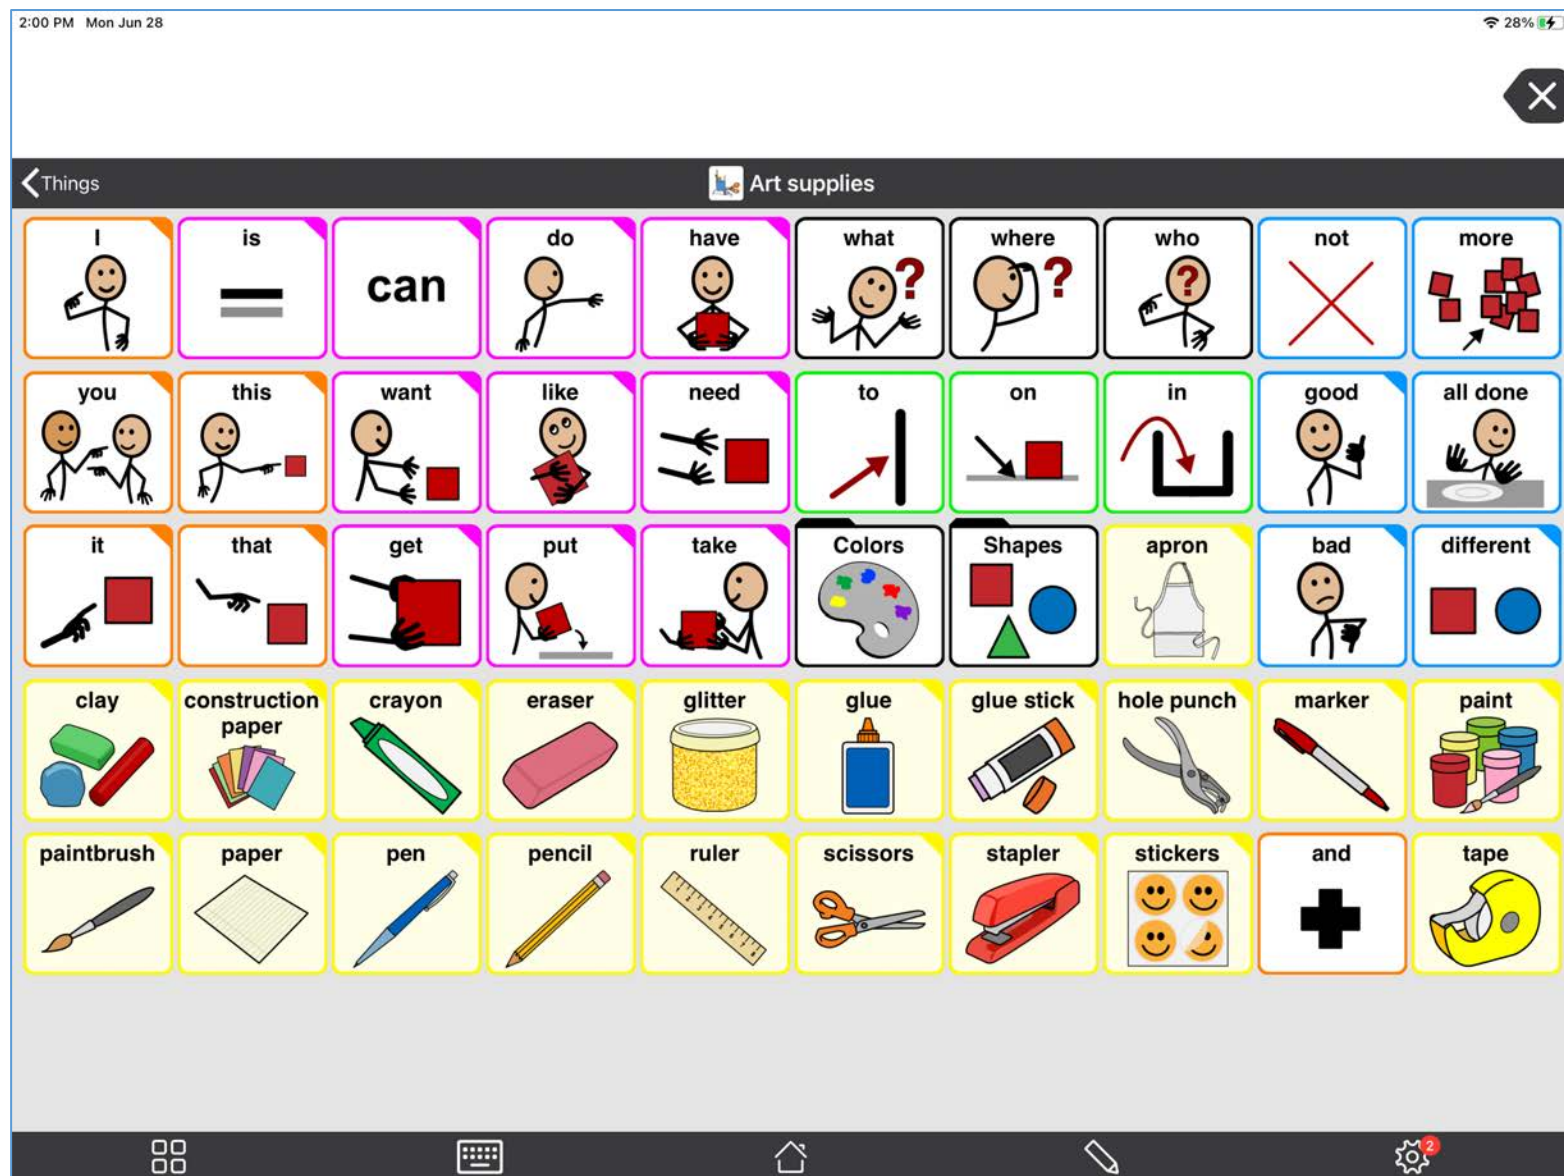 2:00 PM Mon Jun 28
28%
Things
Art supplies
I
is
can
do
have
what
?
where
?
who
?
not
more
you
this
want
like
need
to
on
in
good
all done
it
that
get
put
take
Colors
Shapes
apron
bad
different
clay
construction
paper
crayon
eraser
glitter
glue
glue stick
hole punch
marker
paint
paintbrush
paper
pen
pencil
ruler
scissors
stapler
stickers
and
tape
2